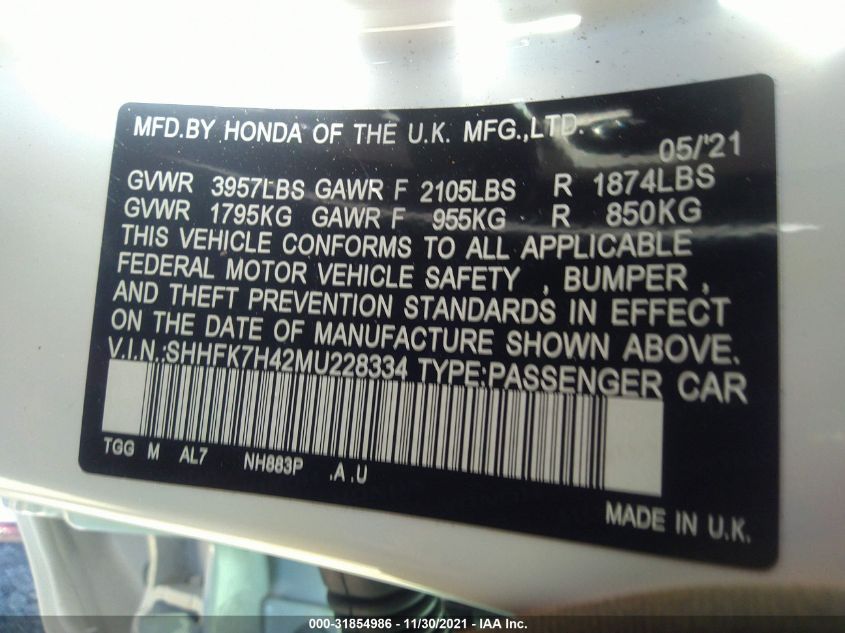 MFD.BY HONDA OF THE U.K. MFG.,LTD.
05/'21
GVWR 3957LBS GAWR F 2105LBS R 1874LBS
GVWR 1795KG GAWR F 955KG R 850KG
THIS VEHICLE CONFORMS TO ALL APPLICABLE
FEDERAL MOTOR VEHICLE SAFETY , BUMPER ,
AND THEFT PREVENTION STANDARDS IN EFFECT
ON THE DATE OF MANUFACTURE SHOWN ABOVE.
V.I.N.:SHHFK7H42MU228334 TYPE:PASSENGER CAR
TGG M AL7 NH883P .A .U
MADE IN U.K.
000-31854986 - 11/30/2021 - IAA Inc.